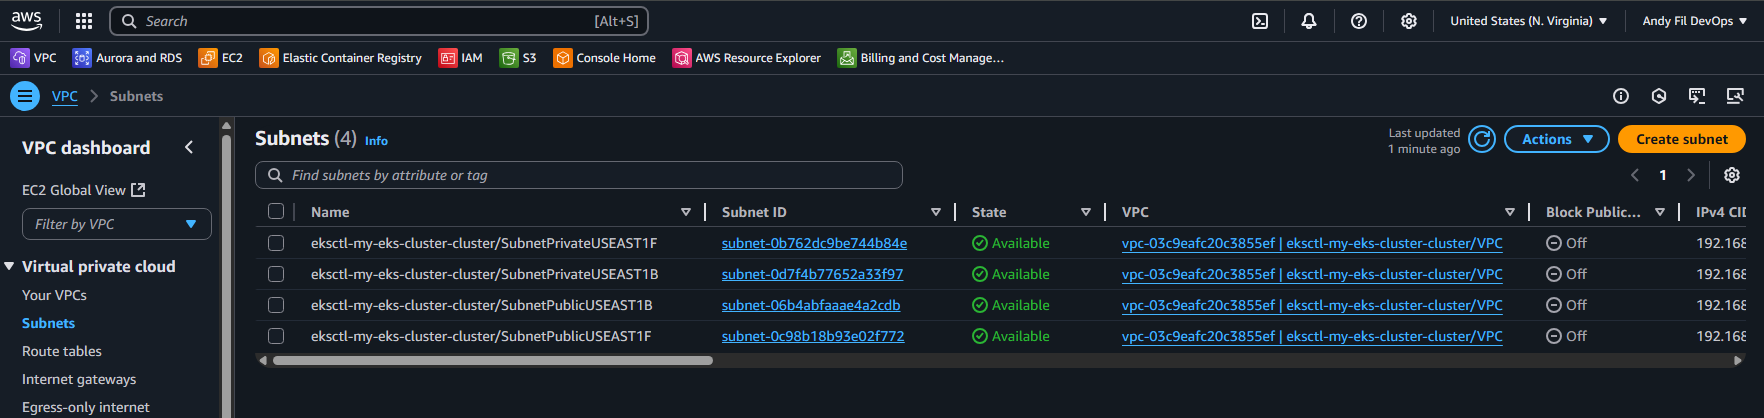 aws Search [Alt+S] United States (N. Virginia) Andy Fil DevOps
VPC Aurora and RDS EC2 Elastic Container Registry IAM S3 Console Home AWS Resource Explorer Billing and Cost Manage...
VPC Subnets
VPC dashboard
EC2 Global View
Filter by VPC
Virtual private cloud
Your VPCs
Subnets
Route tables
Internet gateways
Egress-only internet
Subnets (4) Info
Last updated
1 minute ago
Actions
Create subnet
Find subnets by attribute or tag
1
Name Subnet ID State VPC Block Public... IPv4 CID
eksctl-my-eks-cluster-cluster/SubnetPrivateUSEAST1F subnet-0b762dc9be744b84e Available vpc-03c9eafc20c3855ef | eksctl-my-eks-cluster-cluster/VPC Off 192.168
eksctl-my-eks-cluster-cluster/SubnetPrivateUSEAST1B subnet-0d7f4b77652a33f97 Available vpc-03c9eafc20c3855ef | eksctl-my-eks-cluster-cluster/VPC Off 192.168
eksctl-my-eks-cluster-cluster/SubnetPublicUSEAST1B subnet-06b4abfaaae4a2cdb Available vpc-03c9eafc20c3855ef | eksctl-my-eks-cluster-cluster/VPC Off 192.168
eksctl-my-eks-cluster-cluster/SubnetPublicUSEAST1F subnet-0c98b18b93e02f772 Available vpc-03c9eafc20c3855ef | eksctl-my-eks-cluster-cluster/VPC Off 192.168